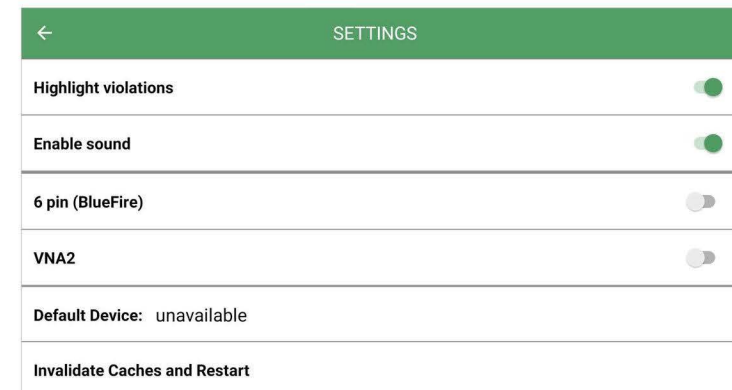 SETTINGS
Highlight violations
Enable sound
6 pin (BlueFire)
VNA2
Default Device: unavailable
Invalidate Caches and Restart